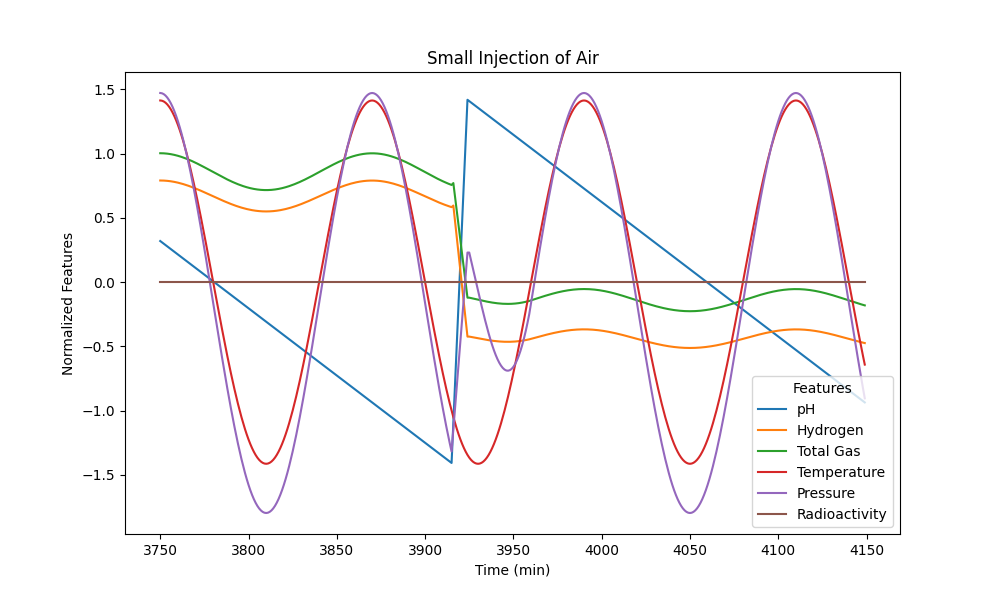 Small Injection of Air
Normalized Features
1.5
1.0
0.5
0.0
−0.5
−1.0
−1.5
Features
pH
Hydrogen
Total Gas
Temperature
Pressure
Radioactivity
3750 3800 3850 3900 3950 4000 4050 4100 4150
Time (min)